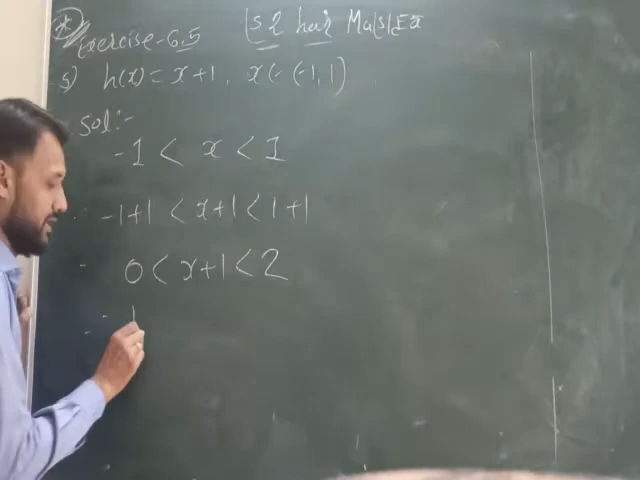 Exercise-6.5
5) h(x) = x+1, x ∈ (-1, 1)
Sol:-
-1 < x < 1
-1+1 < x+1 < 1+1
0 < x+1 < 2